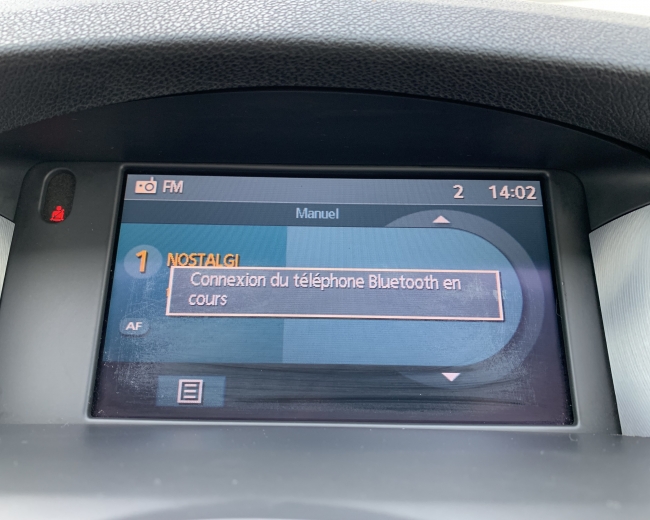 FM
2 14:02
Manuel
1 NOSTALGI
Connexion du téléphone Bluetooth en
cours
AF